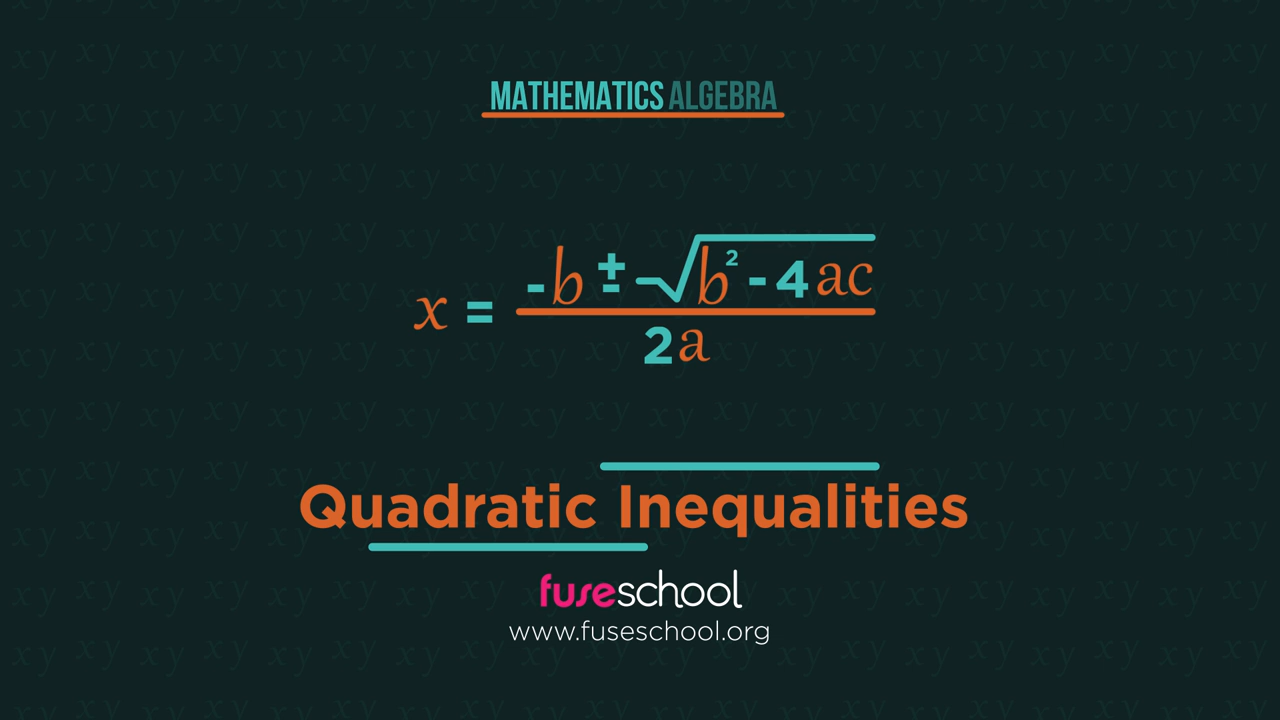 MATHEMATICS ALGEBRA
x = -b ± √b² - 4ac
2a
Quadratic Inequalities
fuseschool
www.fuseschool.org